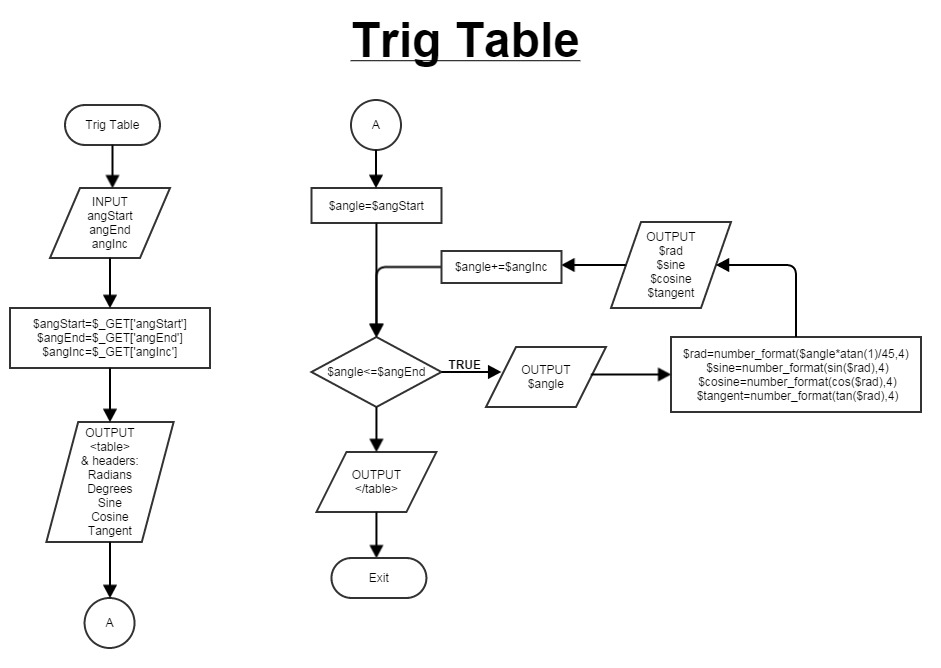 Trig Table
Trig Table
INPUT
angStart
angEnd
angInc
$angStart=$_GET['angStart']
$angEnd=$_GET['angEnd']
$angInc=$_GET['angInc']
OUTPUT
<table>
& headers:
Radians
Degrees
Sine
Cosine
Tangent
A
A
$angle=$angStart
$angle+=$angInc
$angle<=$angEnd
TRUE
OUTPUT
$angle
$rad=number_format($angle*atan(1)/45,4)
$sine=number_format(sin($rad),4)
$cosine=number_format(cos($rad),4)
$tangent=number_format(tan($rad),4)
OUTPUT
$rad
$sine
$cosine
$tangent
OUTPUT
</table>
Exit